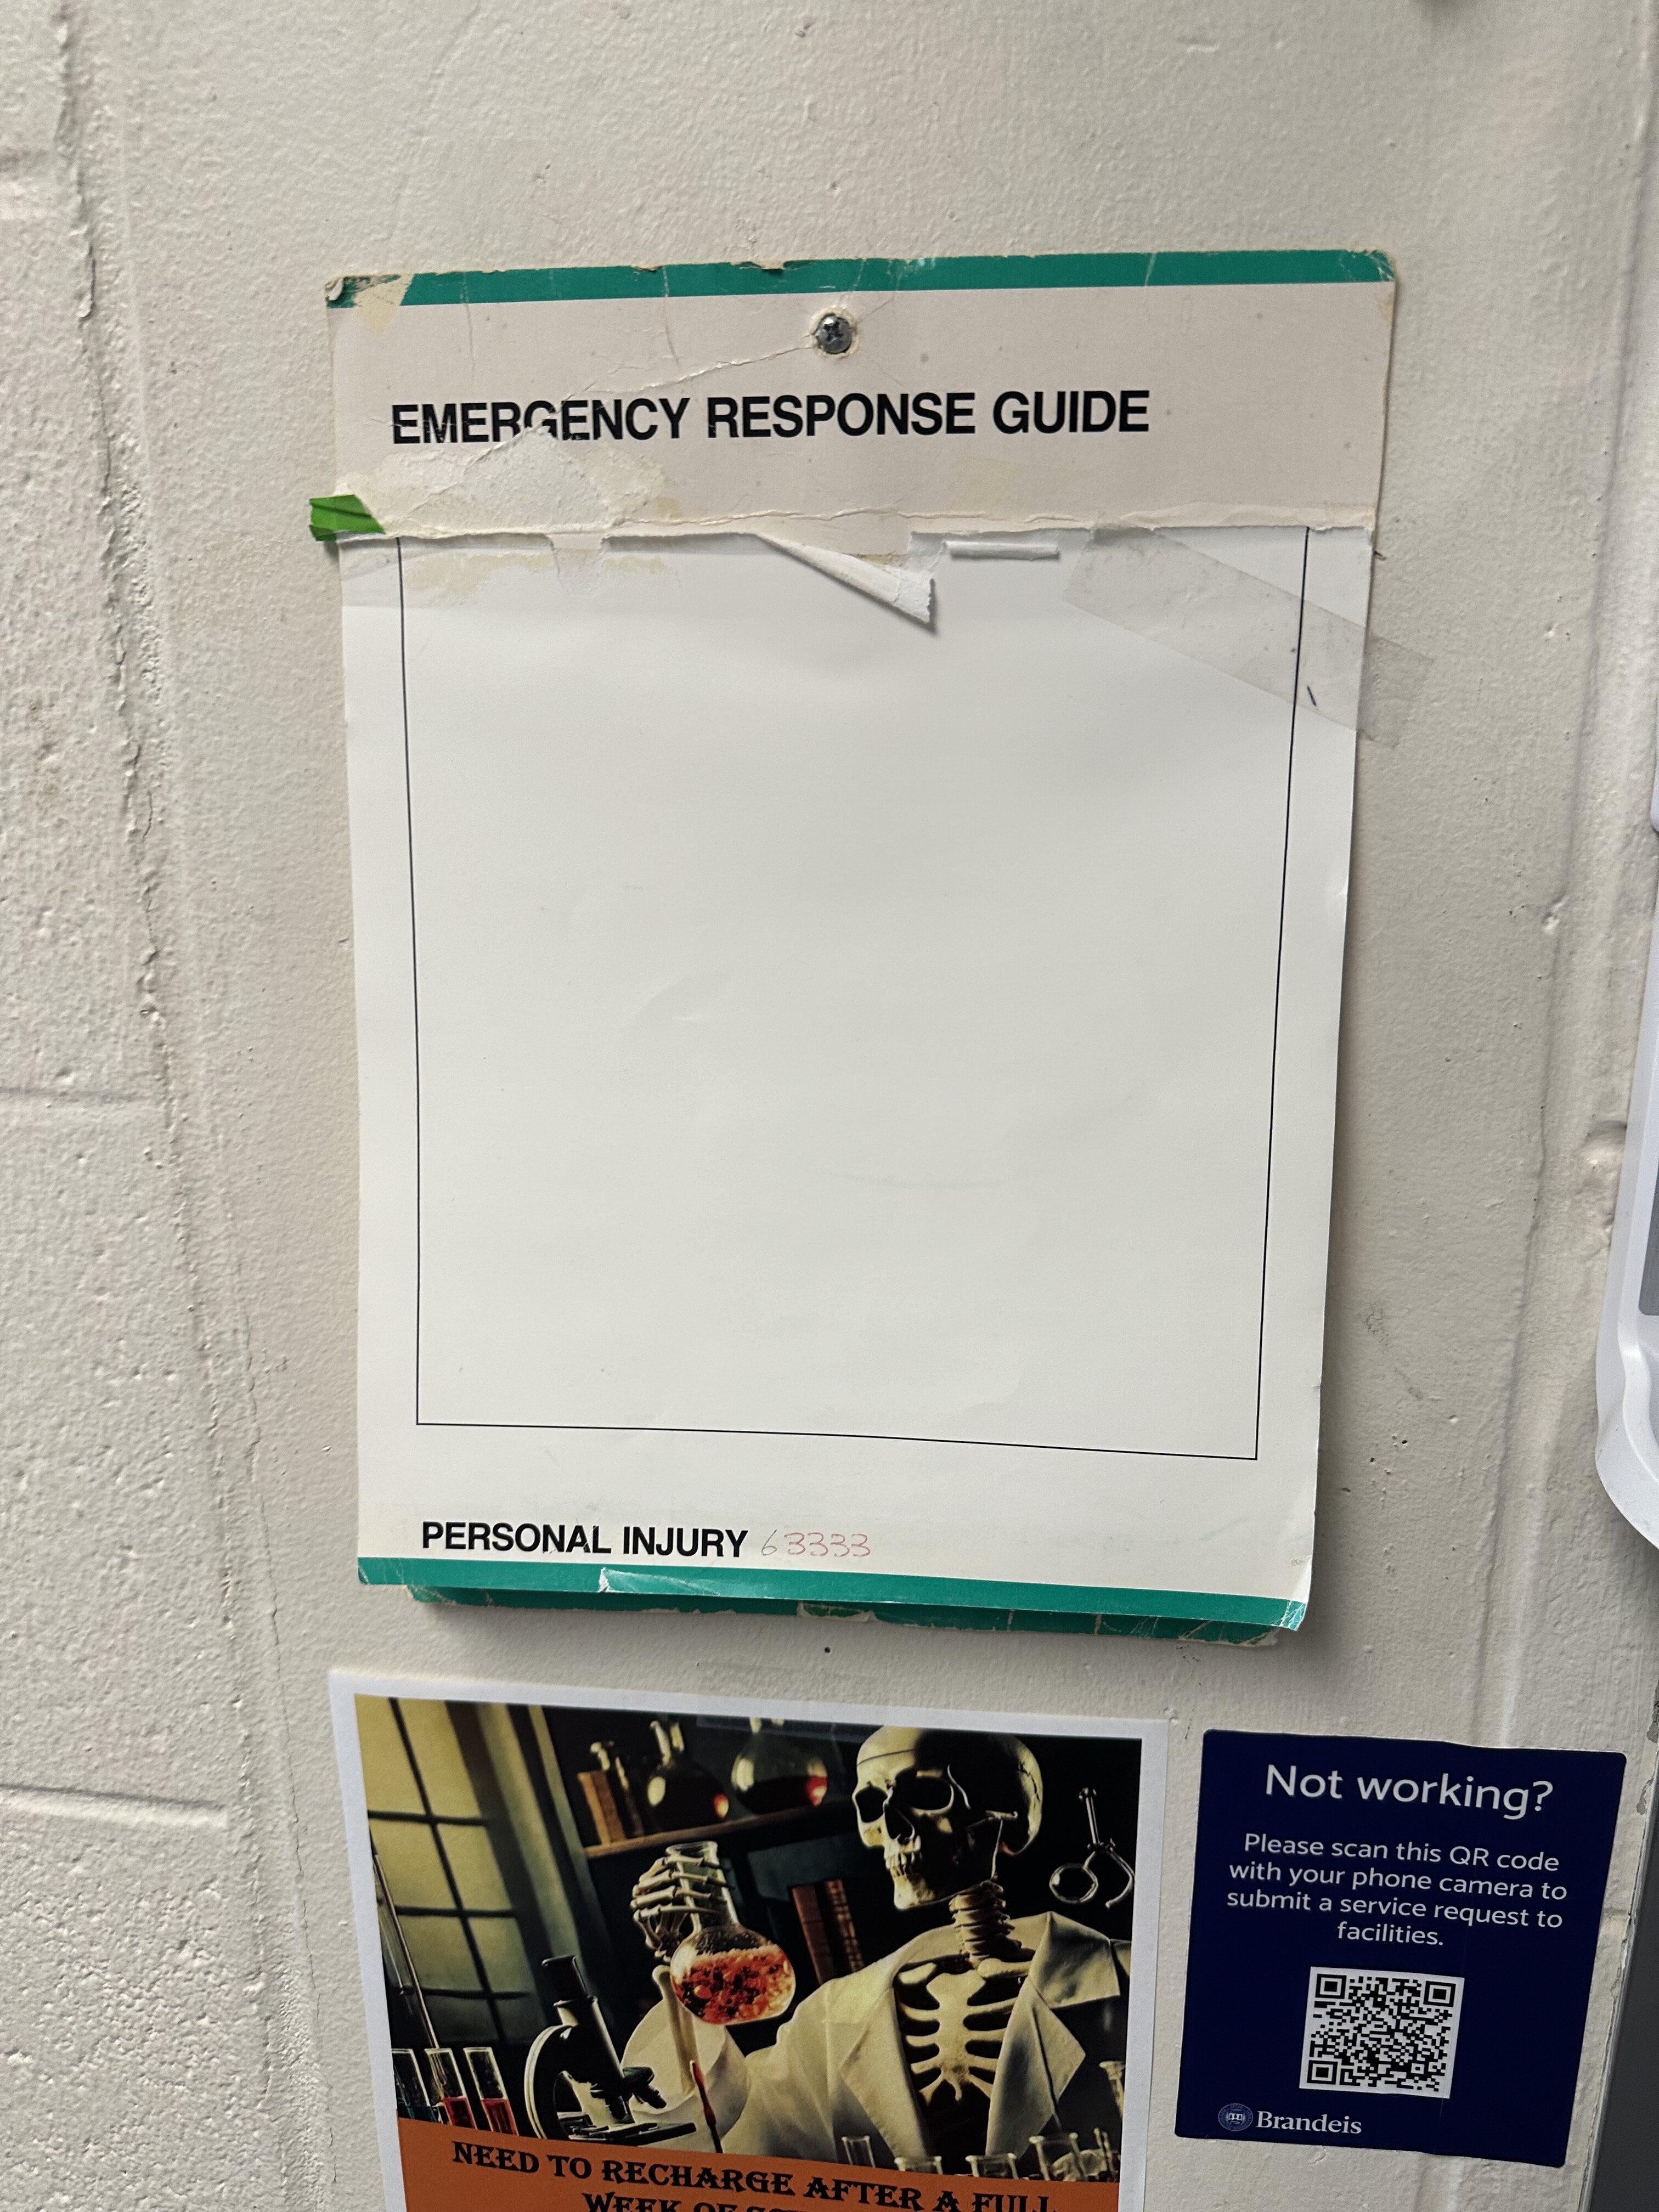 EMERGENCY RESPONSE GUIDE
PERSONAL INJURY 63333
NEED TO RECHARGE AFTER A FULL
WEEK OF
Not working?
Please scan this QR code
with your phone camera to
submit a service request to
facilities.
Brandeis